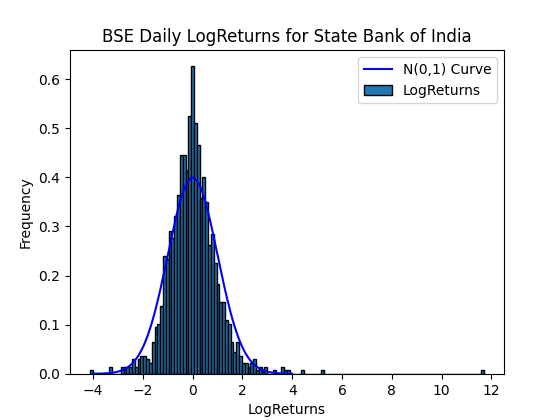 BSE Daily LogReturns for State Bank of India
N(0,1) Curve
LogReturns
Frequency
0.6
0.5
0.4
0.3
0.2
0.1
0.0
−4 −2 0 2 4 6 8 10 12
LogReturns